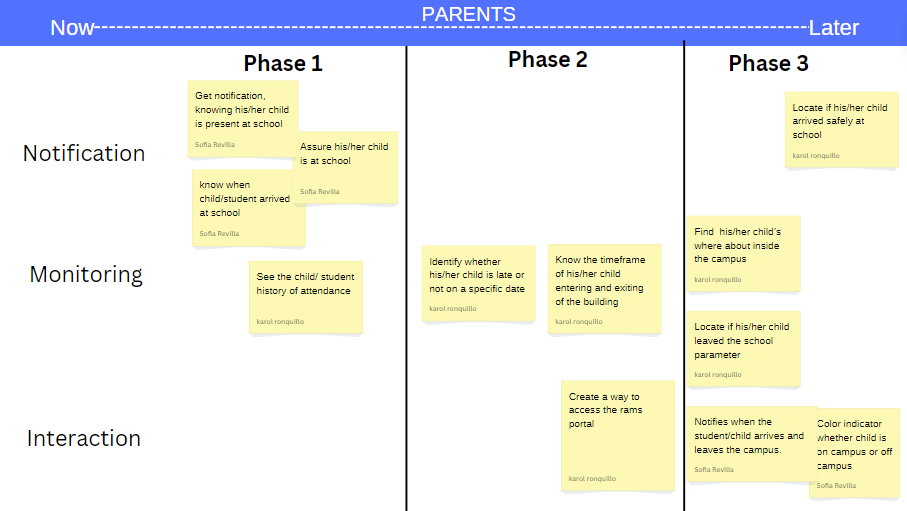 PARENTS
Now
Later
Phase 1
Phase 2
Phase 3
Notification
Get notification,
knowing his/her child
is present at school
Sofia Revilla
Assure his/her child
is at school
Sofia Revilla
know when
child/student arrived
at school
Sofia Revilla
Locate if his/her child
arrived safely at
school
karol ronquillo
Monitoring
See the child/ student
history of attendance
karol ronquillo
Identify whether
his/her child is late or
not on a specific date
karol ronquillo
Know the timeframe
of his/her child
entering and exiting
of the building
karol ronquillo
Find  his/her child's
where about inside
the campus
karol ronquillo
Locate if his/her child
leaved the school
parameter
karol ronquillo
Interaction
Create a way to
access the rams
portal
karol ronquillo
Notifies when the
student/child arrives and
leaves the campus.
Sofia Revilla
Color indicator
whether child is
on campus or off
campus
Sofia Revilla